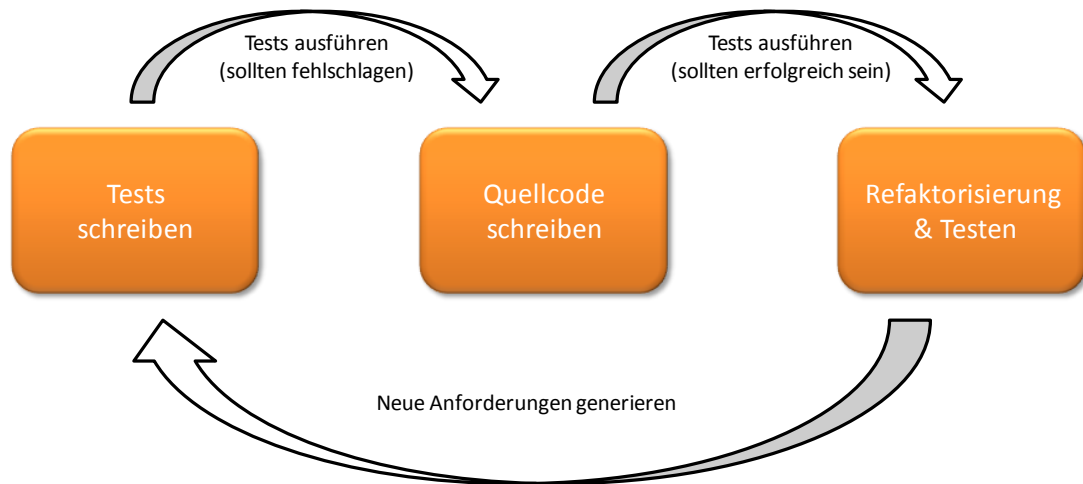 Tests ausführen
(sollten fehlschlagen)
Tests ausführen
(sollten erfolgreich sein)
Tests
schreiben
Quellcode
schreiben
Refaktorisierung
& Testen
Neue Anforderungen generieren